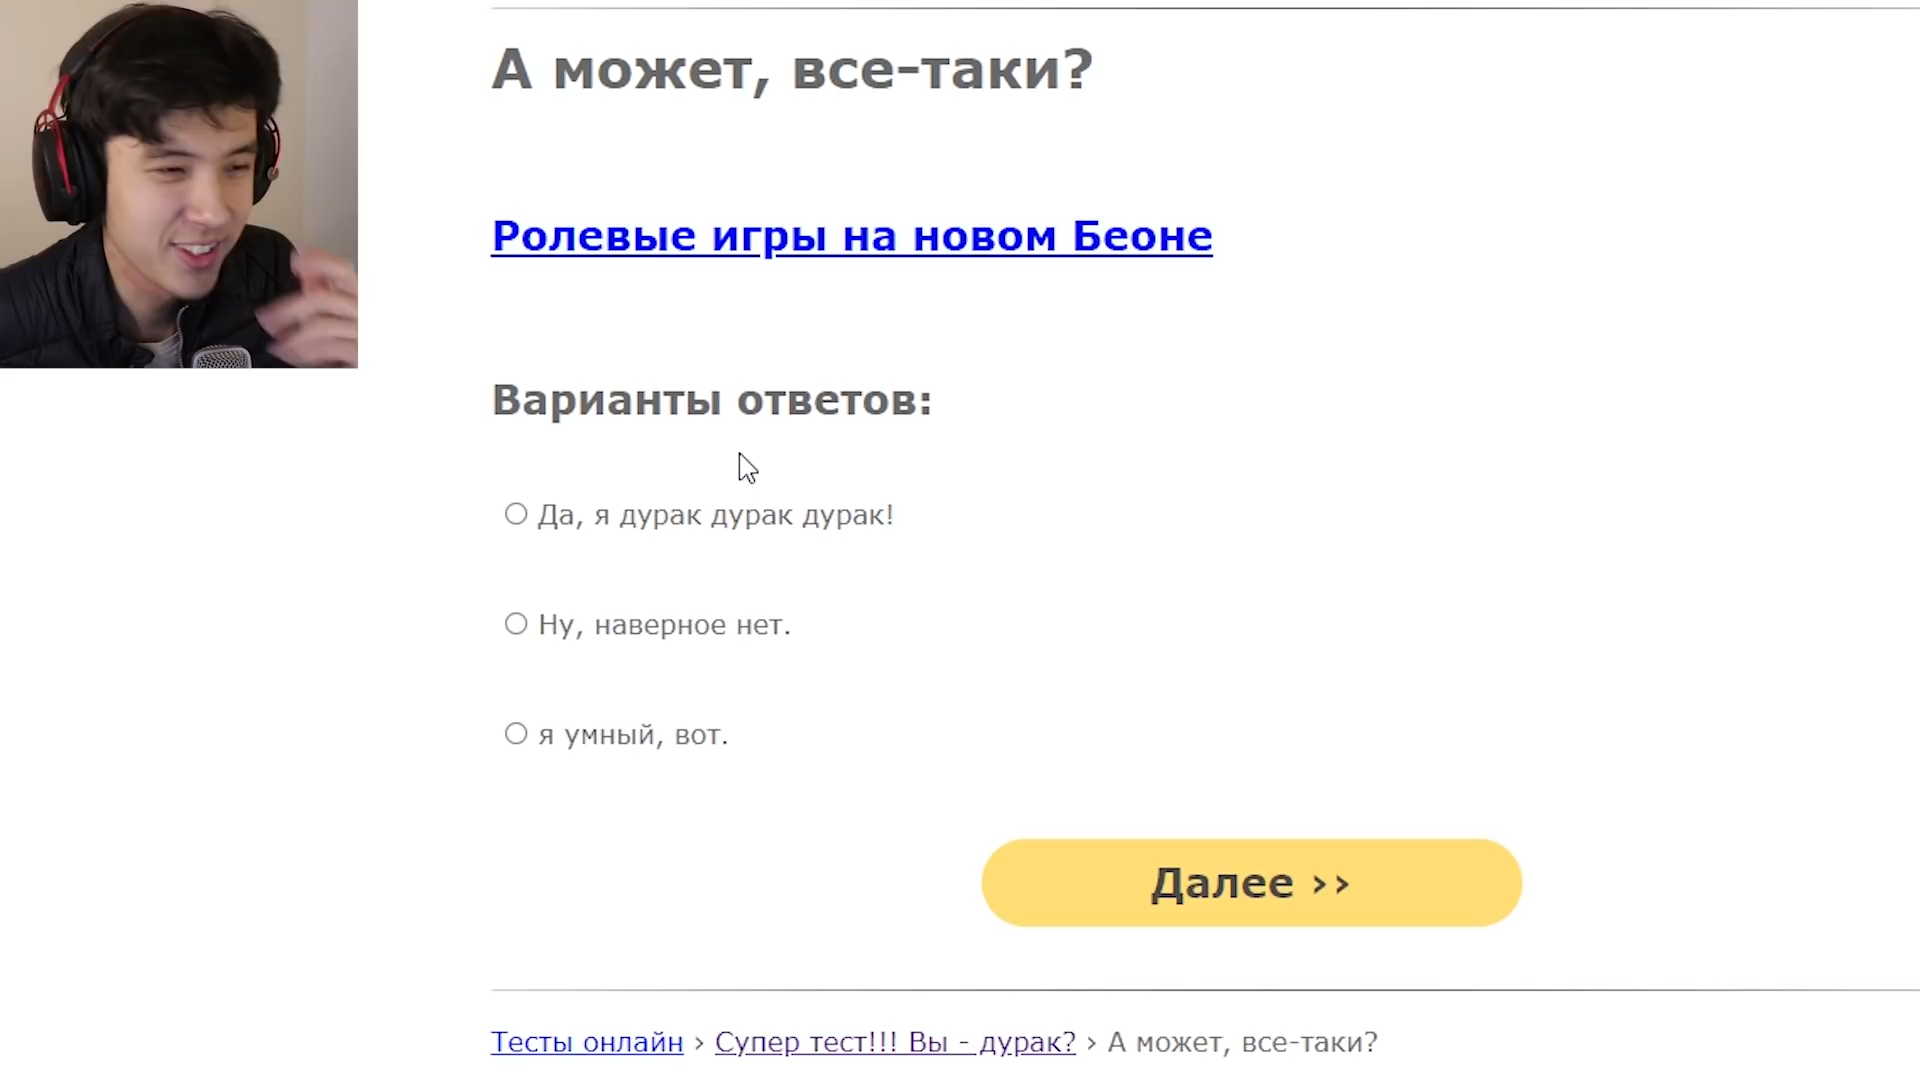 А может, все-таки?
Ролевые игры на новом Беоне
Варианты ответов:
Да, я дурак дурак дурак!
Ну, наверное нет.
я умный, вот.
Далее ››
Тесты онлайн › Супер тест!!! Вы - дурак? › А может, все-таки?